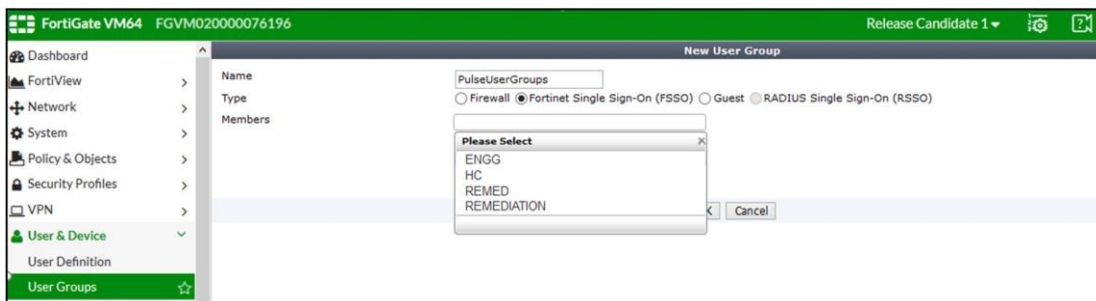 FortiGate VM64 FGVM020000076196 Release Candidate 1
Dashboard
FortiView
Network
System
Policy & Objects
Security Profiles
VPN
User & Device
User Definition
User Groups
New User Group
Name PulseUserGroups
Type Firewall Fortinet Single Sign-On (FSSO) Guest RADIUS Single Sign-On (RSSO)
Members
Please Select
ENGG
HC
REMED
REMEDIATION
Cancel